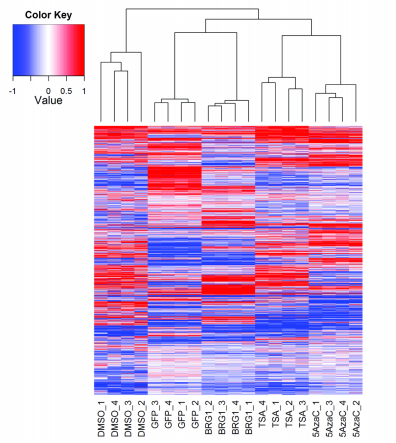 Color Key
-1 0 0.5 1
Value
DMSO_1
DMSO_4
DMSO_3
DMSO_2
GFP_3
GFP_4
GFP_1
GFP_2
BRG1_2
BRG1_3
BRG1_4
BRG1_1
TSA_4
TSA_1
TSA_2
TSA_3
5AzaC_1
5AzaC_3
5AzaC_4
5AzaC_2